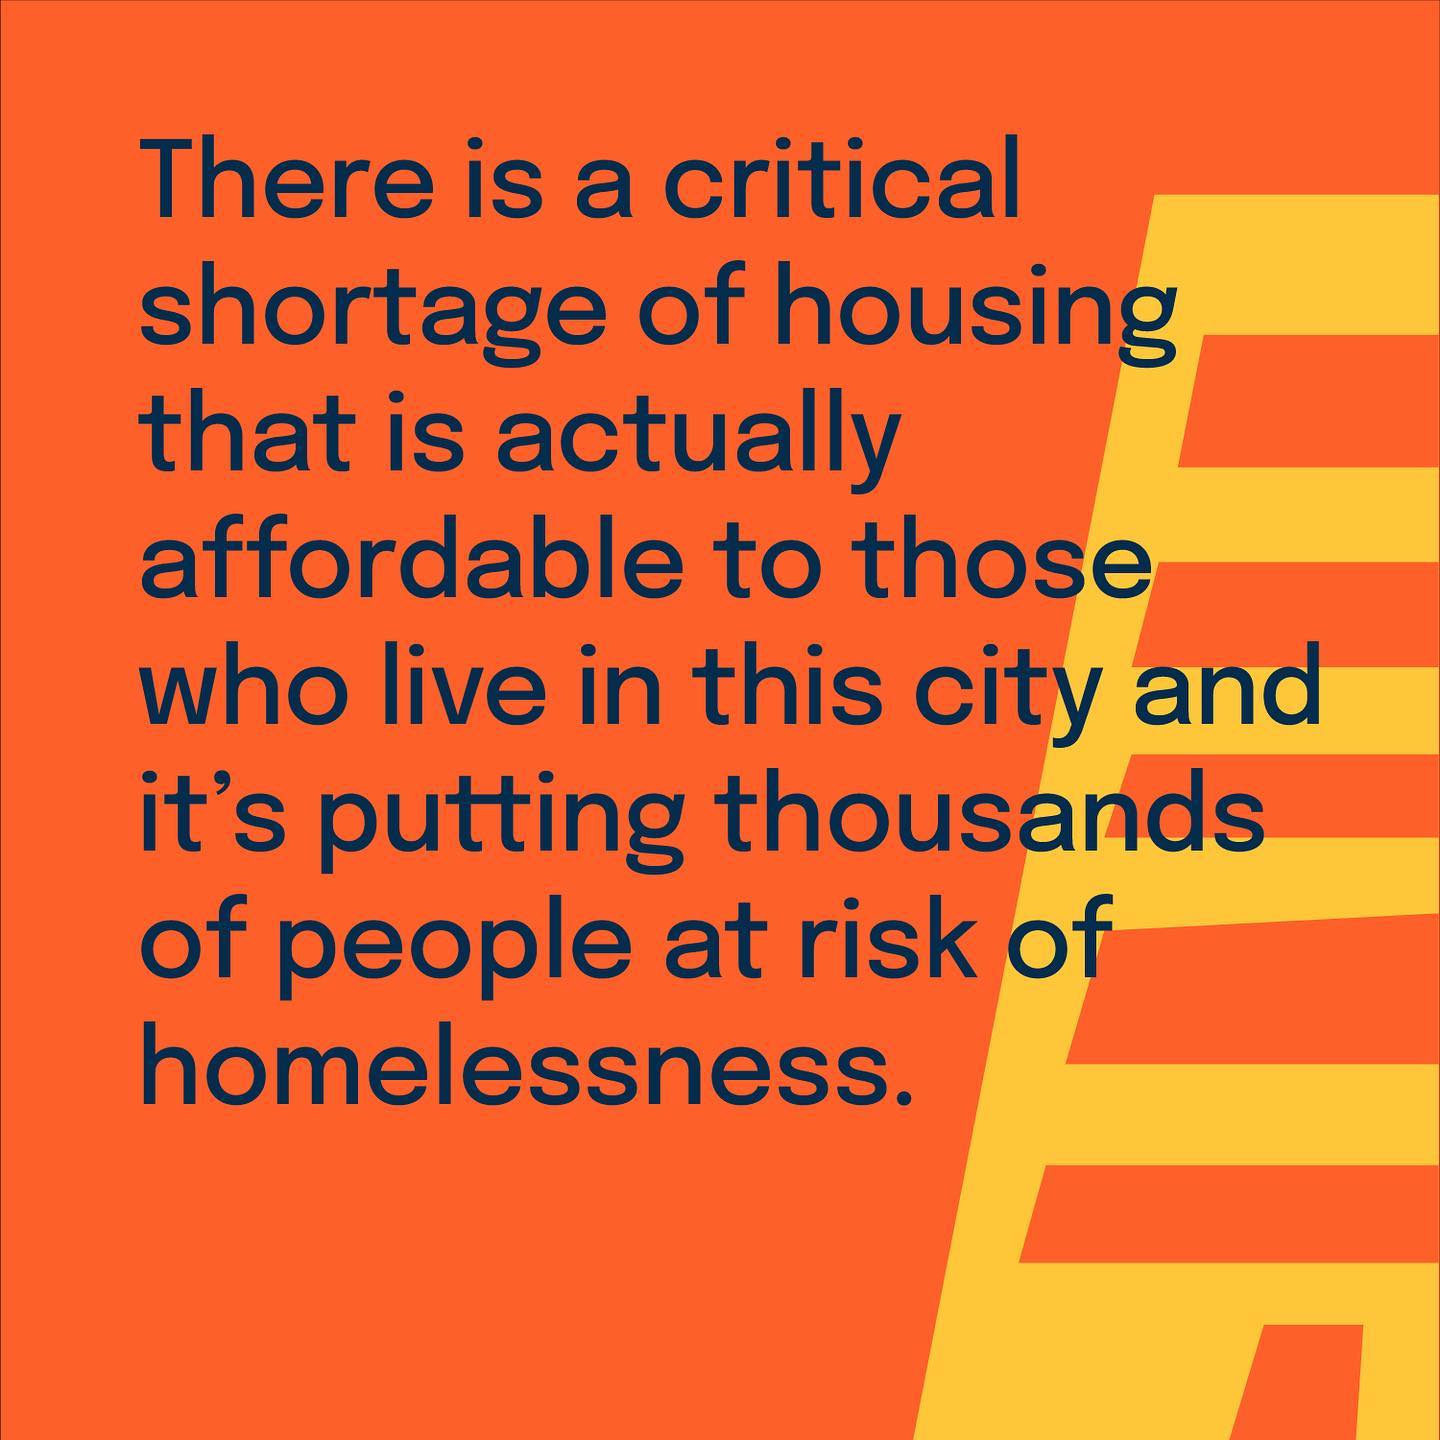 There is a critical
shortage of housing
that is actually
affordable to those
who live in this city and
it’s putting thousands
of people at risk of
homelessness.